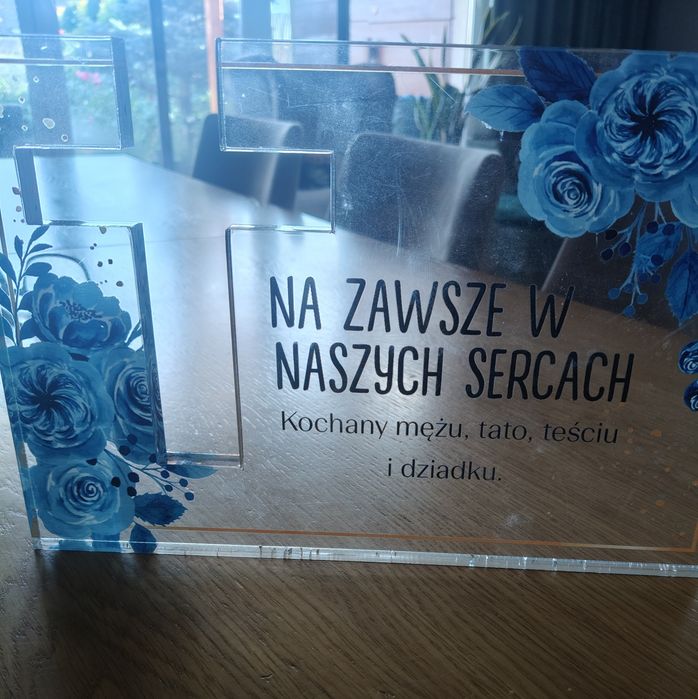 NA ZAWSZE W
NASZYCH SERCACH
Kochany mężu, tato, teściu
i dziadku.